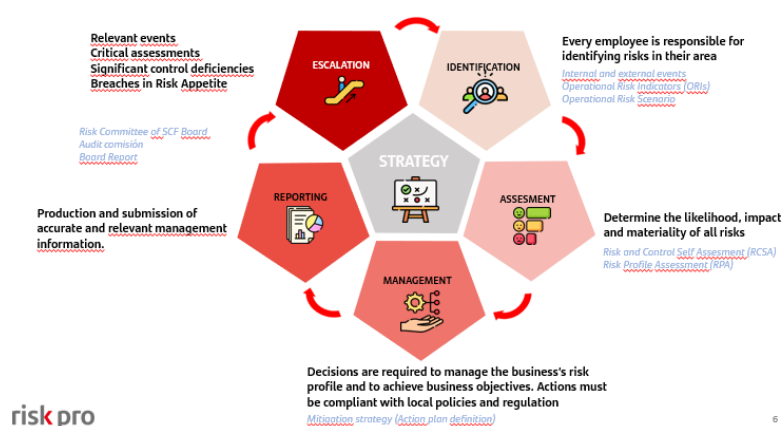 Relevant events
Critical assessments
Significant control deficiencies
Breaches in Risk Appetite
Risk Committee of SCF Board
Audit comisión
Board Report
ESCALATION
IDENTIFICATION
Every employee is responsible for
identifying risks in their area
Internal and external events
Operational Risk Indicators (ORIs)
Operational Risk Scenario
STRATEGY
REPORTING
Production and submission of
accurate and relevant management
information.
ASSESMENT
Determine the likelihood, impact
and materiality of all risks
Risk and Control Self Assesment (RCSA)
Risk Profile Assessment (RPA)
MANAGEMENT
Decisions are required to manage the business's risk
profile and to achieve business objectives. Actions must
be compliant with local policies and regulation
Mitigation strategy (Action plan definition)
risk pro
6